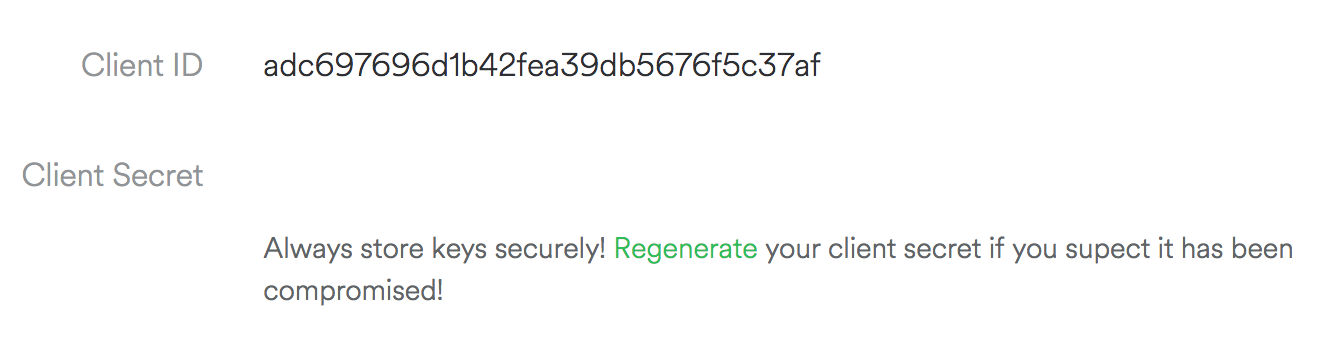 Client ID adc697696d1b42fea39db5676f5c37af
Client Secret
Always store keys securely! Regenerate your client secret if you supect it has been
compromised!